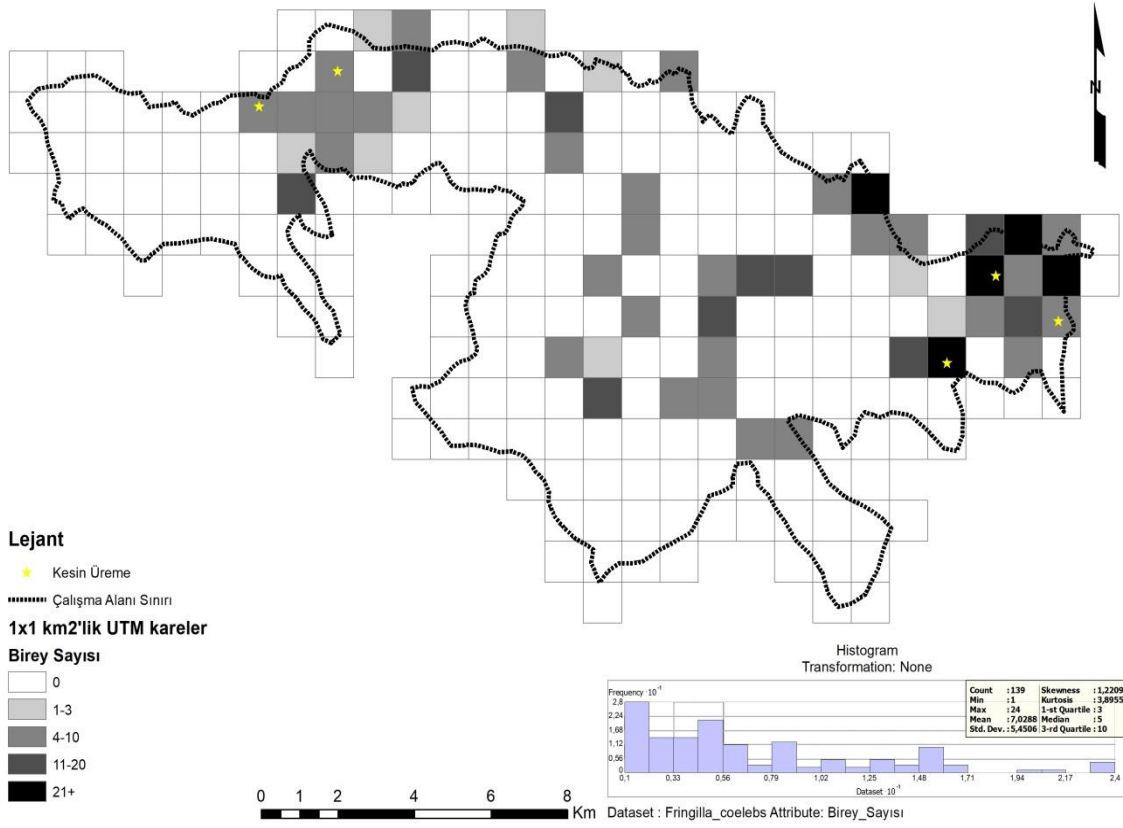 N
Lejant
Kesin Üreme
Çalışma Alanı Sınırı
1x1 km2'lik UTM kareler
Birey Sayısı
0
1-3
4-10
11-20
21+
0 1 2 4 6 8
Km
Histogram
Transformation: None
Frequency · 10⁻¹
2,8
2,24
1,68
1,12
0,56
0
0,1 0,33 0,56 0,79 1,02 1,25 1,48 1,71 1,94 2,17 2,4
Dataset · 10⁻¹
Count : 139 Skewness : 1,2209
Min : 1 Kurtosis : 3,8955
Max : 24 1-st Quartile : 3
Mean : 7,0288 Median : 5
Std. Dev. : 5,4506 3-rd Quartile : 10
Dataset : Fringilla_coelebs Attribute: Birey_Sayısı